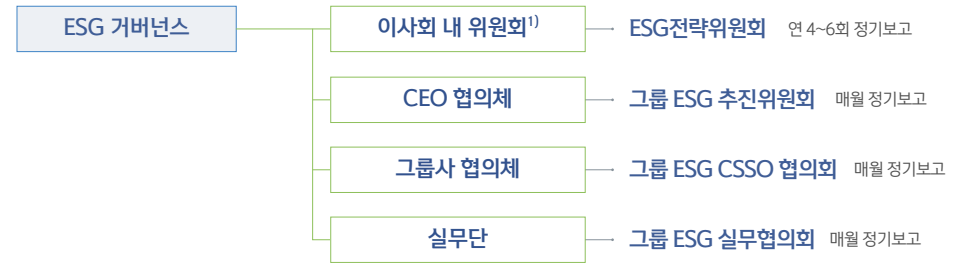 ESG 거버넌스
이사회 내 위원회1) ESG전략위원회 연 4~6회 정기보고
CEO 협의체 그룹 ESG 추진위원회 매월 정기보고
그룹사 협의체 그룹 ESG CSSO 협의회 매월 정기보고
실무단 그룹 ESG 실무협의회 매월 정기보고